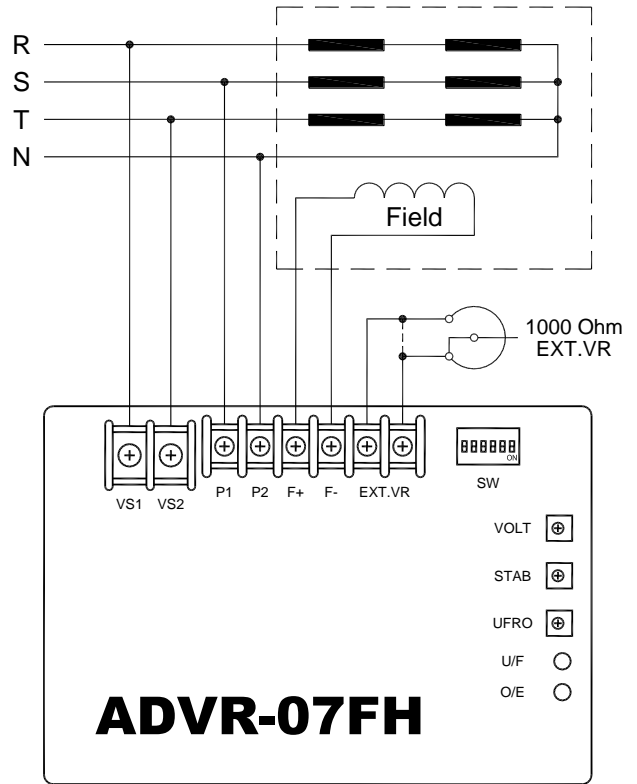 R
S
T
N
Field
1000 Ohm
EXT.VR
VS1 VS2 P1 P2 F+ F- EXT.VR
ON
SW
VOLT
STAB
UFRO
U/F
O/E
ADVR-07FH